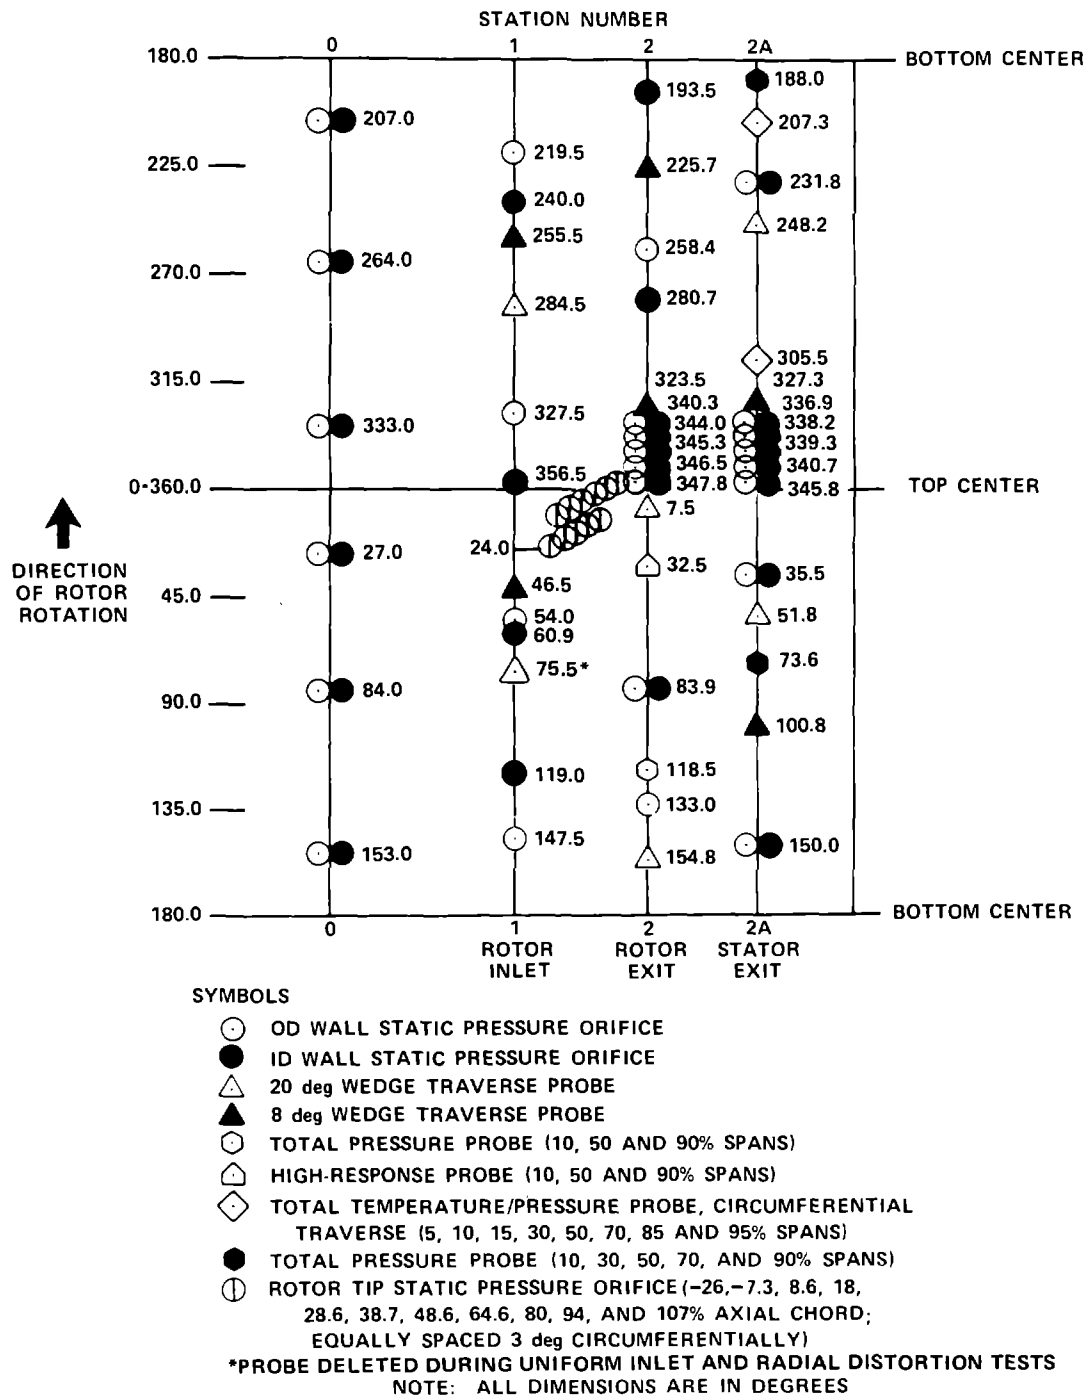 STATION NUMBER
0 1 2 2A
180.0 BOTTOM CENTER
188.0
193.5
207.0 207.3
219.5
225.0 225.7 231.8
240.0
248.2
255.5 258.4
264.0
270.0
280.7
284.5
305.5
315.0 323.5 327.3
340.3 336.9
327.5 344.0 338.2
333.0 345.3 339.3
346.5 340.7
356.5 347.8 345.8
0-360.0 TOP CENTER
7.5
24.0
27.0 32.5 35.5
DIRECTION
OF ROTOR
ROTATION
46.5
45.0
54.0 51.8
60.9
75.5* 73.6
84.0 83.9
90.0
100.8
119.0 118.5
135.0 133.0
147.5 150.0
153.0 154.8
180.0 BOTTOM CENTER
0 1 2 2A
ROTOR ROTOR STATOR
INLET EXIT EXIT
SYMBOLS
OD WALL STATIC PRESSURE ORIFICE
ID WALL STATIC PRESSURE ORIFICE
20 deg WEDGE TRAVERSE PROBE
8 deg WEDGE TRAVERSE PROBE
TOTAL PRESSURE PROBE (10, 50 AND 90% SPANS)
HIGH-RESPONSE PROBE (10, 50 AND 90% SPANS)
TOTAL TEMPERATURE/PRESSURE PROBE, CIRCUMFERENTIAL
TRAVERSE (5, 10, 15, 30, 50, 70, 85 AND 95% SPANS)
TOTAL PRESSURE PROBE (10, 30, 50, 70, AND 90% SPANS)
ROTOR TIP STATIC PRESSURE ORIFICE (-26,-7.3, 8.6, 18,
28.6, 38.7, 48.6, 64.6, 80, 94, AND 107% AXIAL CHORD;
EQUALLY SPACED 3 deg CIRCUMFERENTIALLY)
*PROBE DELETED DURING UNIFORM INLET AND RADIAL DISTORTION TESTS
NOTE: ALL DIMENSIONS ARE IN DEGREES